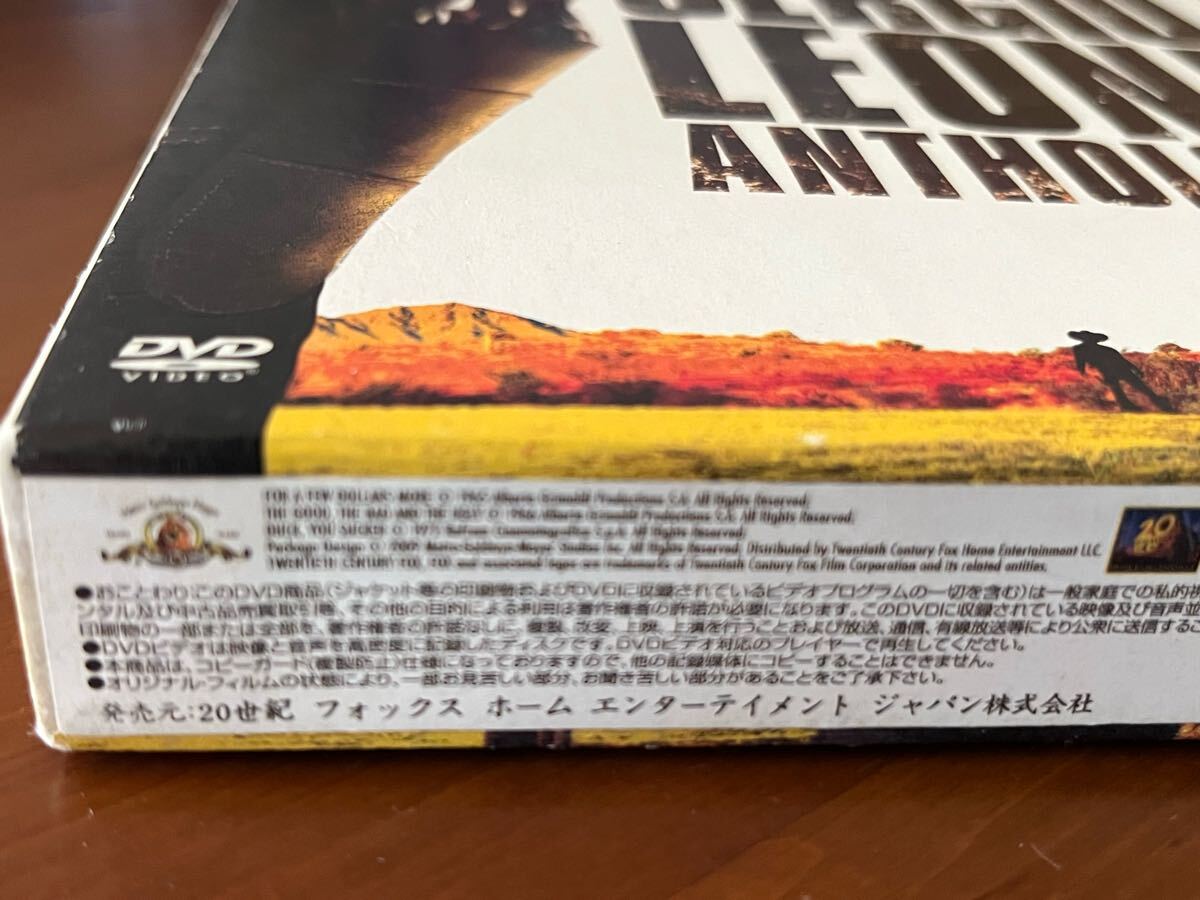 LEON
ANTHOL
DVD
VIDEO
FOR A FEW DOLLARS MORE © 1965 Alberto Grimaldi Productions S.A. All Rights Reserved.
THE GOOD, THE BAD AND THE UGLY © 1966 Alberto Grimaldi Productions S.A. All Rights Reserved.
DUCK, YOU SUCKER © 1971 All Rights Reserved.
Package Design © Metro-Goldwyn-Mayer Studios Inc. All Rights Reserved. Distributed by Twentieth Century Fox Home Entertainment LLC.
TWENTIETH CENTURY FOX, FOX and associated logos are trademarks of Twentieth Century Fox Film Corporation and its related entities.
20
●おことわり:このDVD商品(ジャケット等の印刷物およびDVDに収録されているビデオプログラムの一切を含む)は一般家庭での私的視
ンタル及び中古品売買取引等、その他の目的による利用は著作権者の許諾が必要になります。このDVDに収録されている映像及び音声並
印刷物の一部または全部を、著作権者の許諾なしに、複製、改変、上映、上演を行うことおよび放送、通信、有線放送等により公衆に送信するこ
●DVDビデオは映像と音声を高密度に記録したディスクです。DVDビデオ対応のプレイヤーで再生してください。
●本商品は、コピーガード(複製防止)仕様になっておりますので、他の記録媒体にコピーすることはできません。
●オリジナル・フィルムの状態により、一部お見苦しい部分、お聞き苦しい部分があることをご了承下さい。
発売元:20世紀 フォックス ホーム エンターテイメント ジャパン株式会社